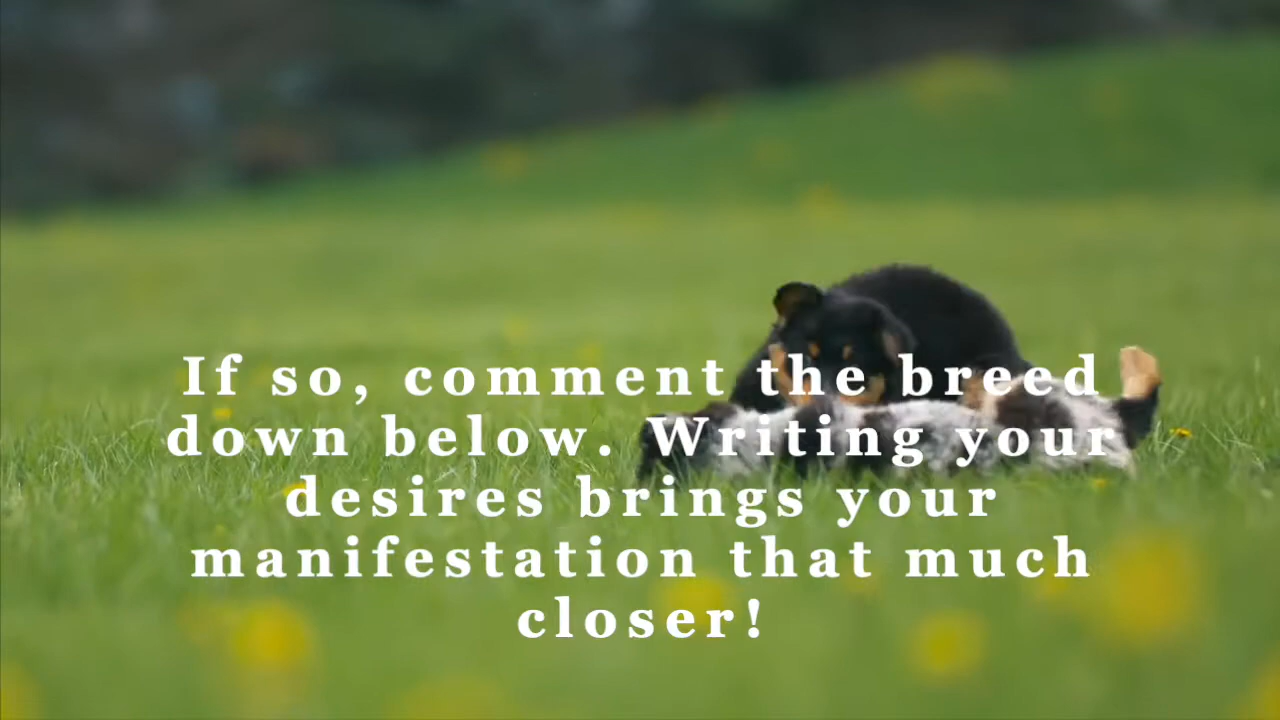 If so, comment the breed
down below. Writing your
desires brings your
manifestation that much
closer!